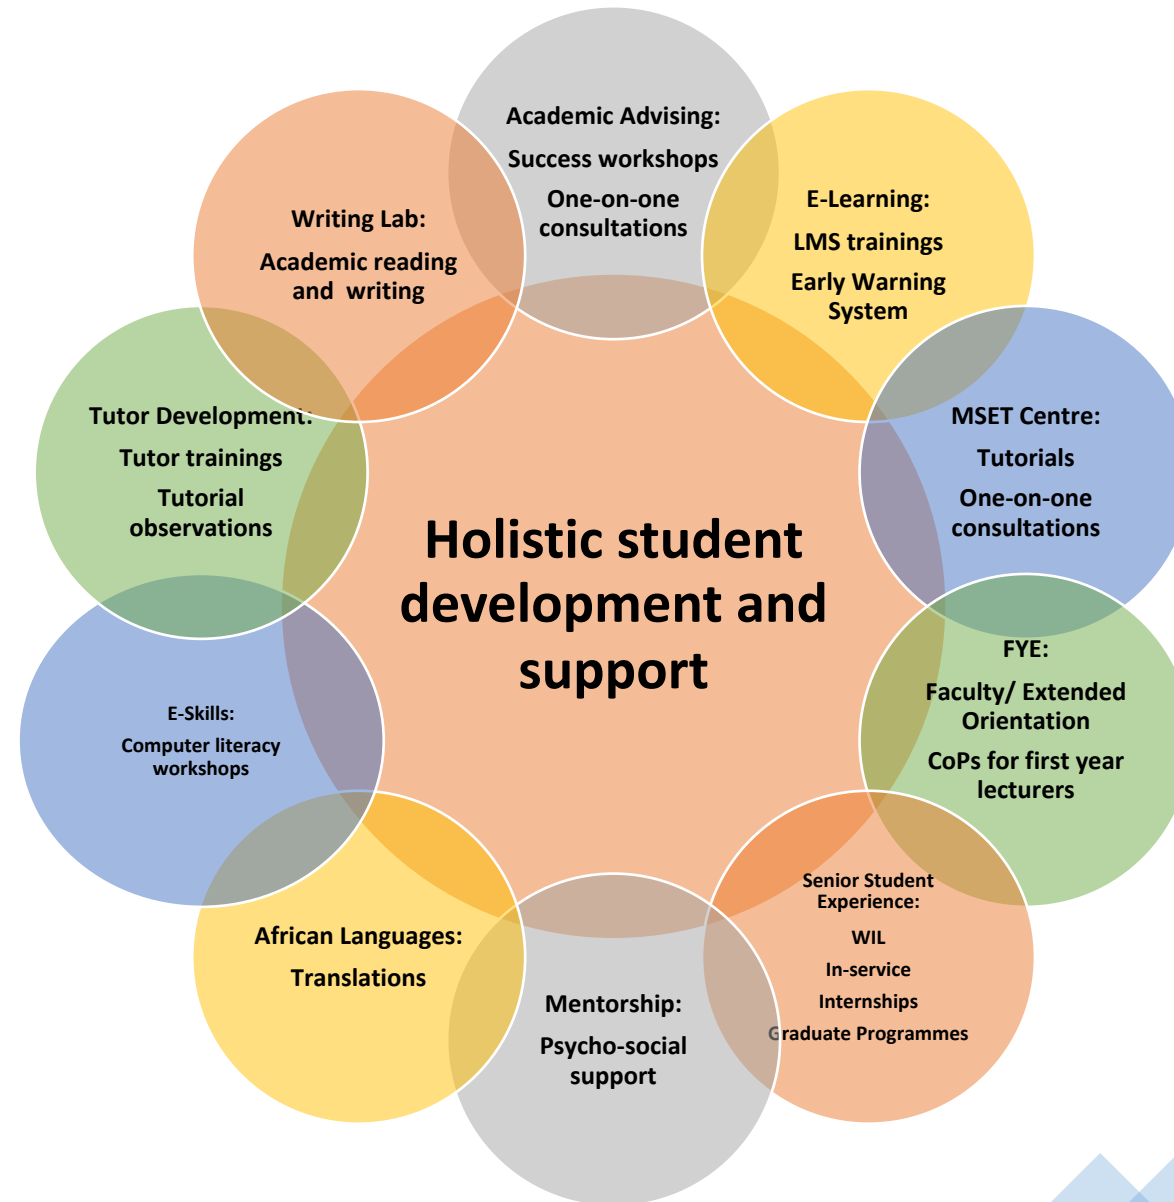 Academic Advising:
Success workshops
One-on-one
consultations
E-Learning:
LMS trainings
Early Warning
System
MSET Centre:
Tutorials
One-on-one
consultations
FYE:
Faculty/ Extended
Orientation
CoPs for first year
lecturers
Senior Student
Experience:
WIL
In-service
Internships
Graduate Programmes
Mentorship:
Psycho-social
support
African Languages:
Translations
E-Skills:
Computer literacy
workshops
Tutor Development:
Tutor trainings
Tutorial
observations
Writing Lab:
Academic reading
and writing
Holistic student
development and
support